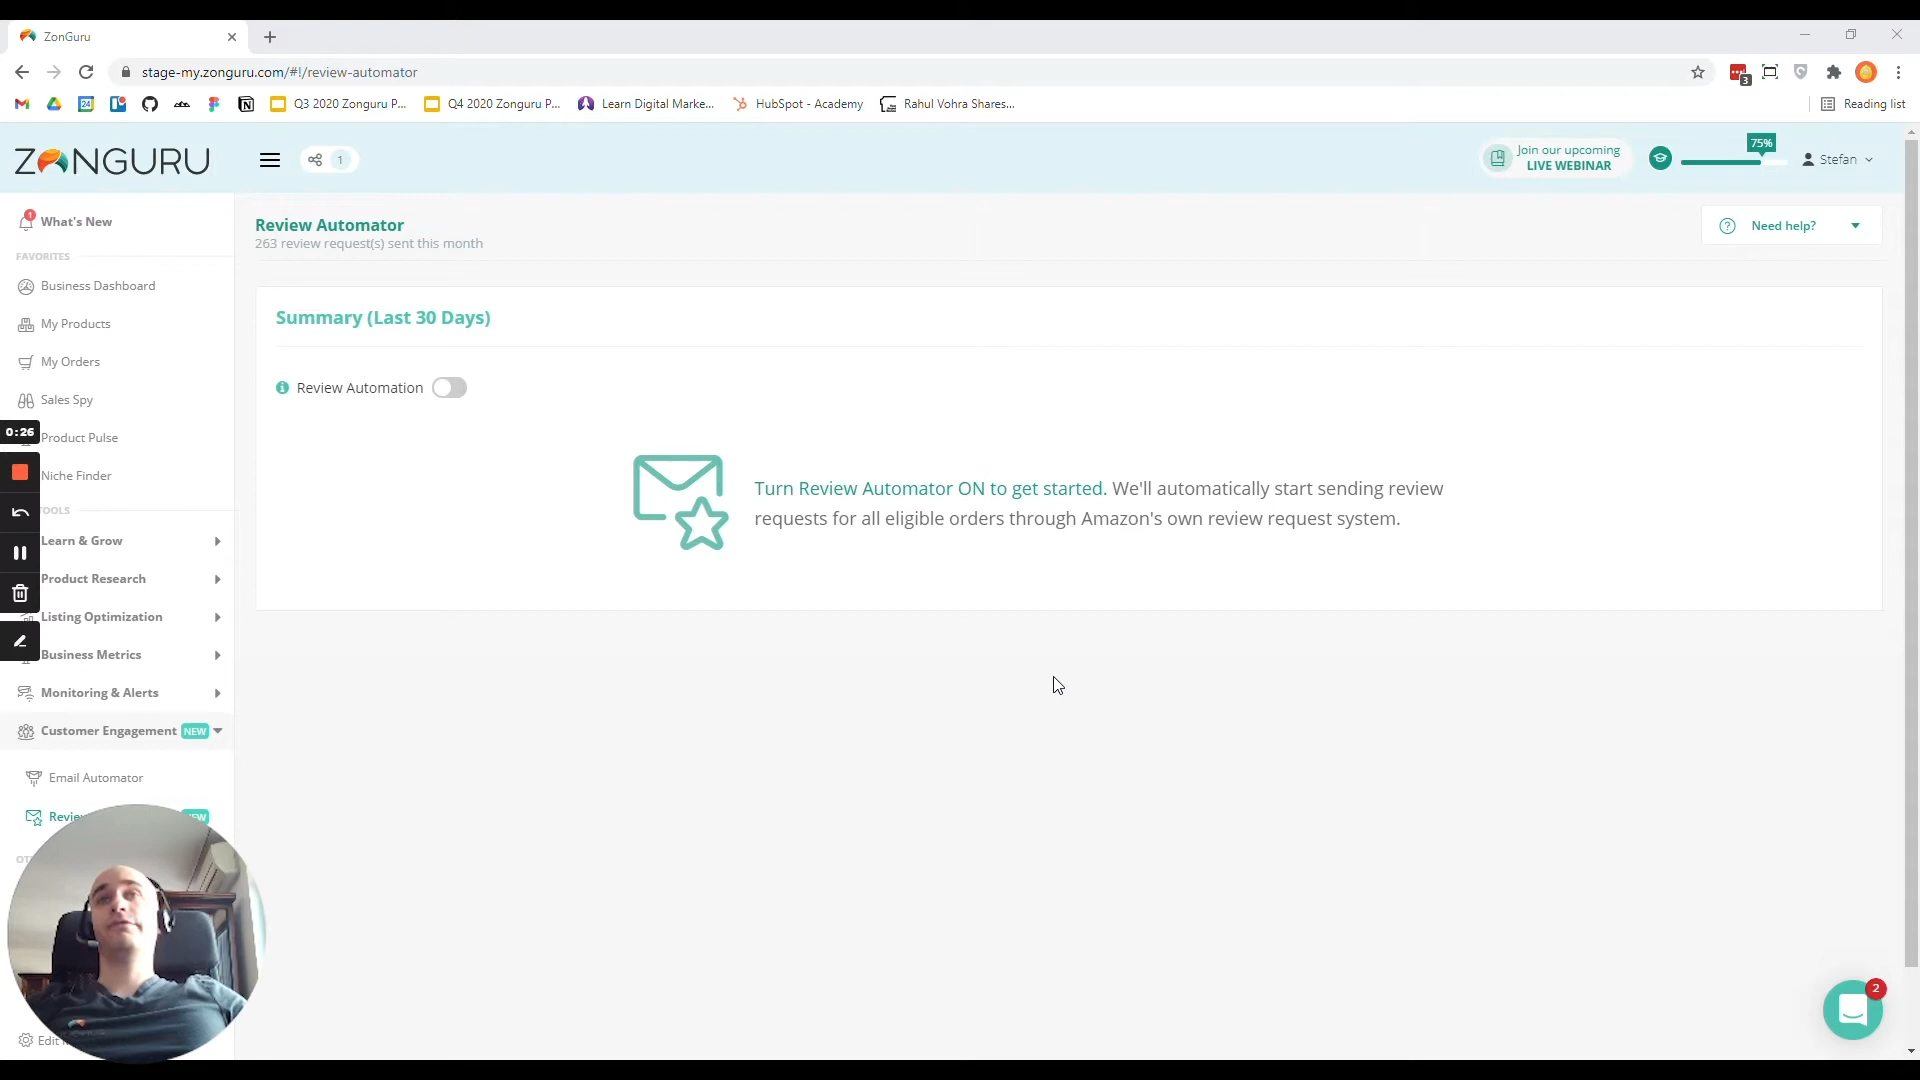 ZonGuru
stage-my.zonguru.com/#!/review-automator
3
24
Q3 2020 Zonguru P...
Q4 2020 Zonguru P...
Learn Digital Marke...
HubSpot - Academy
Rahul Vohra Shares...
Reading list
ZONGURU
1
Join our upcoming
LIVE WEBINAR
75%
Stefan
1
What's New
FAVORITES
Business Dashboard
My Products
My Orders
Sales Spy
0:26
Product Pulse
Niche Finder
Learn & Grow
Product Research
Listing Optimization
Business Metrics
Monitoring & Alerts
Customer Engagement NEW
Email Automator
Review Automator
263 review request(s) sent this month
Need help?
Summary (Last 30 Days)
Review Automation
Turn Review Automator ON to get started. We'll automatically start sending review
requests for all eligible orders through Amazon's own review request system.
Edit
2